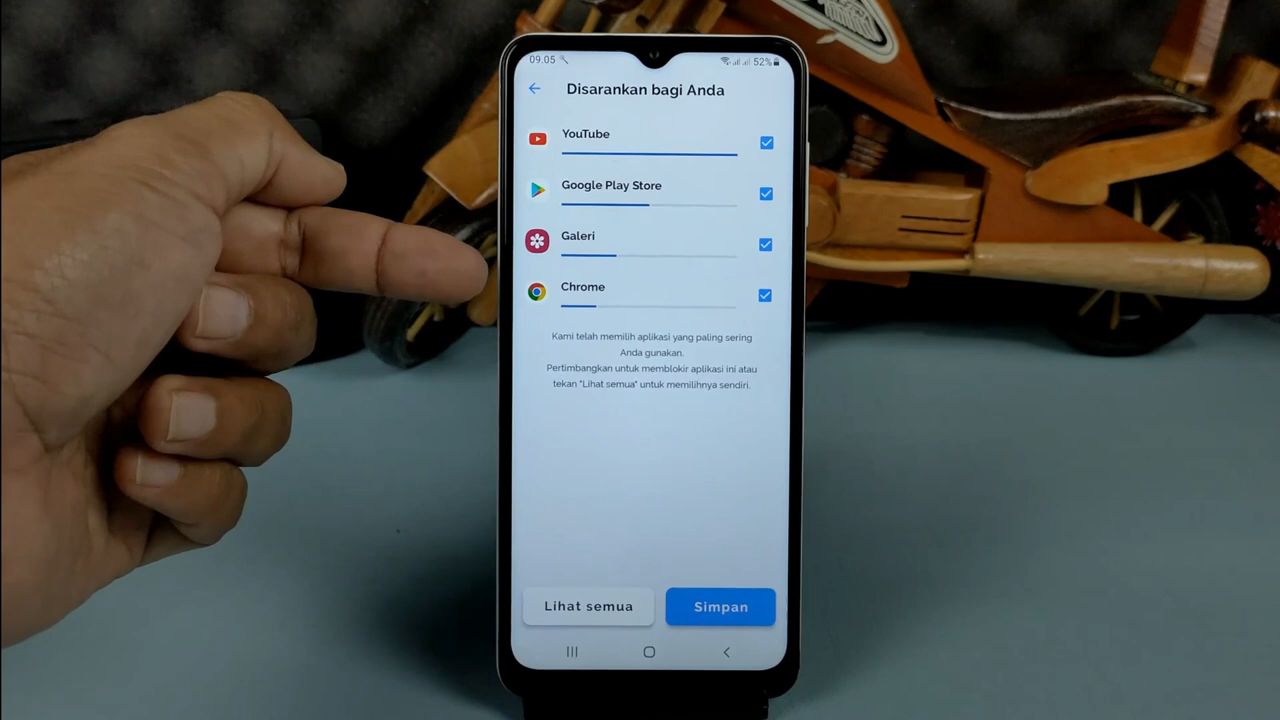 09.05
52%
Disarankan bagi Anda
YouTube
Google Play Store
Galeri
Chrome
Kami telah memilih aplikasi yang paling sering
Anda gunakan.
Pertimbangkan untuk memblokir aplikasi ini atau
tekan "Lihat semua" untuk memilihnya sendiri.
Lihat semua
Simpan